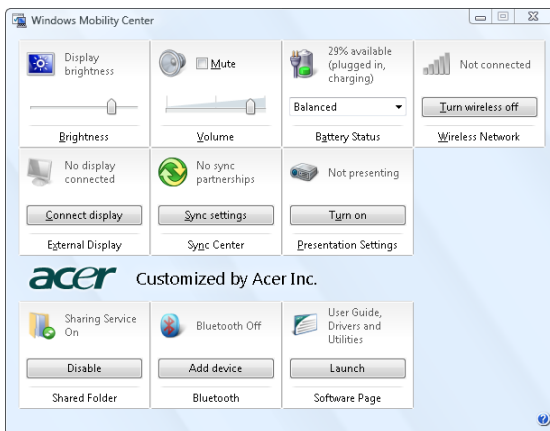 Windows Mobility Center
Display
brightness
Brightness
Mute
Volume
29% available
(plugged in,
charging)
Balanced
Battery Status
Not connected
Turn wireless off
Wireless Network
No display
connected
Connect display
External Display
No sync
partnerships
Sync settings
Sync Center
Not presenting
Turn on
Presentation Settings
acer Customized by Acer Inc.
Sharing Service
On
Disable
Shared Folder
Bluetooth Off
Add device
Bluetooth
User Guide,
Drivers and
Utilities
Launch
Software Page